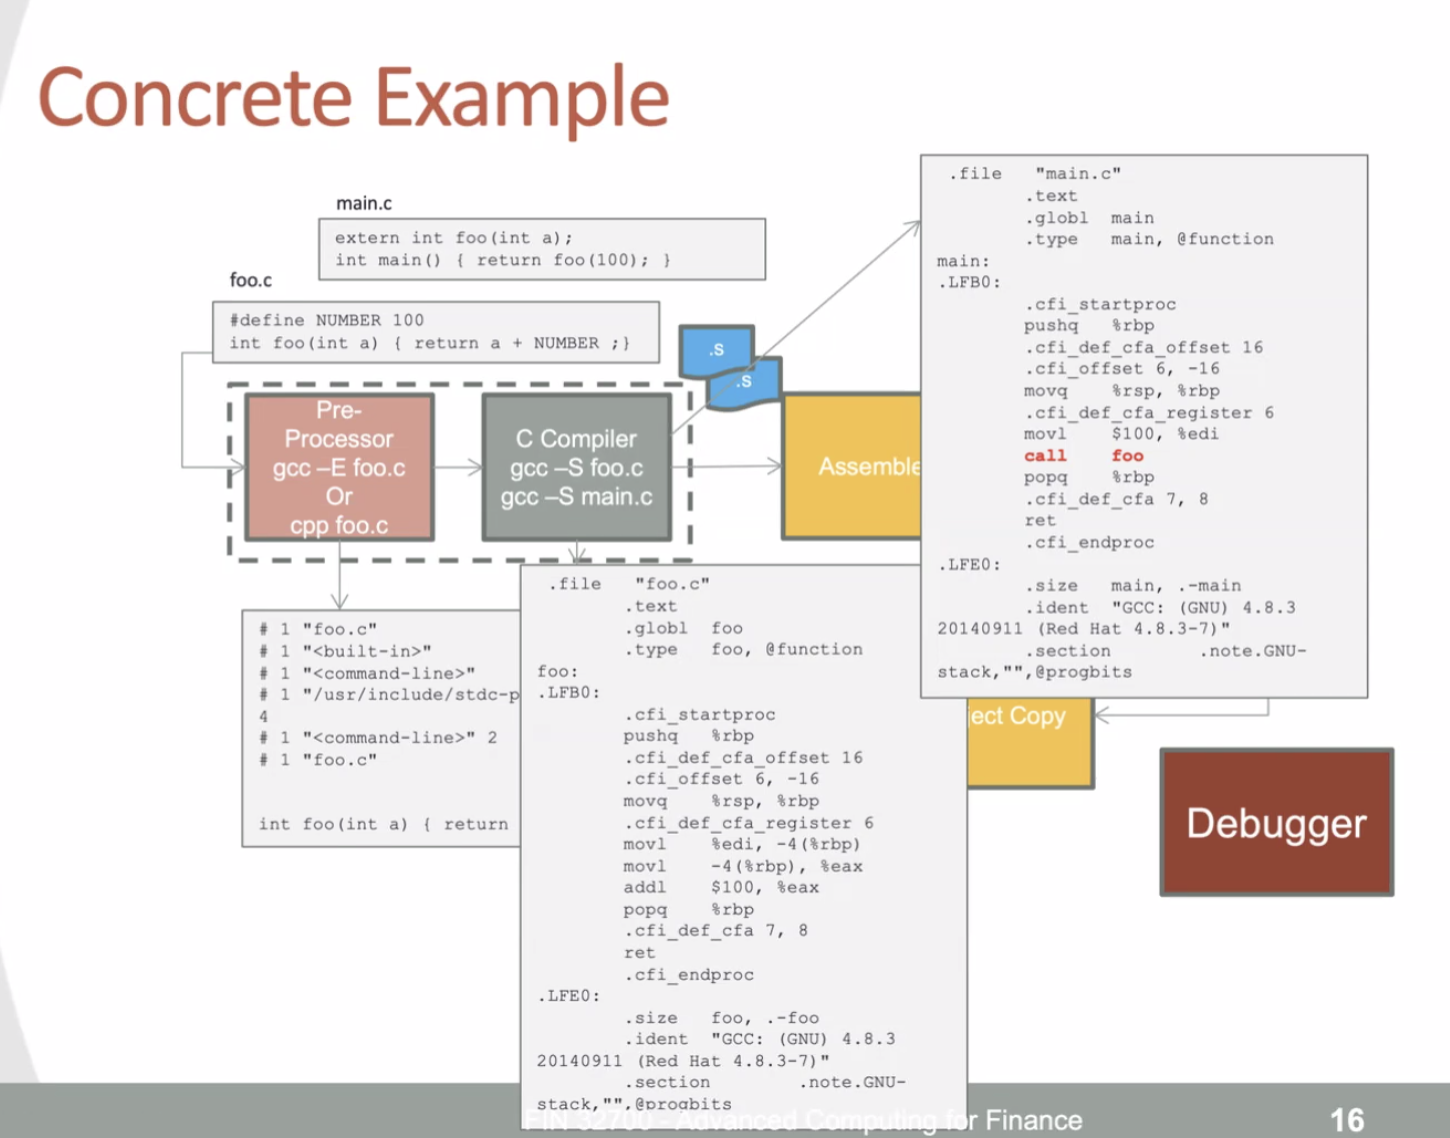 Concrete Example
main.c
extern int foo(int a);
int main() { return foo(100); }
foo.c
#define NUMBER 100
int foo(int a) { return a + NUMBER ;}
.s
.s
Pre-
Processor
gcc –E foo.c
Or
cpp foo.c
C Compiler
gcc –S foo.c
gcc –S main.c
Assemble
# 1 "foo.c"
# 1 "<built-in>"
# 1 "<command-line>"
# 1 "/usr/include/stdc-p
4
# 1 "<command-line>" 2
# 1 "foo.c"
int foo(int a) { return
.file "foo.c"
.text
.globl foo
.type foo, @function
foo:
.LFB0:
.cfi_startproc
pushq %rbp
.cfi_def_cfa_offset 16
.cfi_offset 6, -16
movq %rsp, %rbp
.cfi_def_cfa_register 6
movl %edi, -4(%rbp)
movl -4(%rbp), %eax
addl $100, %eax
popq %rbp
.cfi_def_cfa 7, 8
ret
.cfi_endproc
.LFE0:
.size foo, .-foo
.ident "GCC: (GNU) 4.8.3
20140911 (Red Hat 4.8.3-7)"
.section .note.GNU-
stack,"",@progbits
.file "main.c"
.text
.globl main
.type main, @function
main:
.LFB0:
.cfi_startproc
pushq %rbp
.cfi_def_cfa_offset 16
.cfi_offset 6, -16
movq %rsp, %rbp
.cfi_def_cfa_register 6
movl $100, %edi
call foo
popq %rbp
.cfi_def_cfa 7, 8
ret
.cfi_endproc
.LFE0:
.size main, .-main
.ident "GCC: (GNU) 4.8.3
20140911 (Red Hat 4.8.3-7)"
.section .note.GNU-
stack,"",@progbits
ject Copy
Debugger
FIN 32700 - Advanced Computing for Finance
16